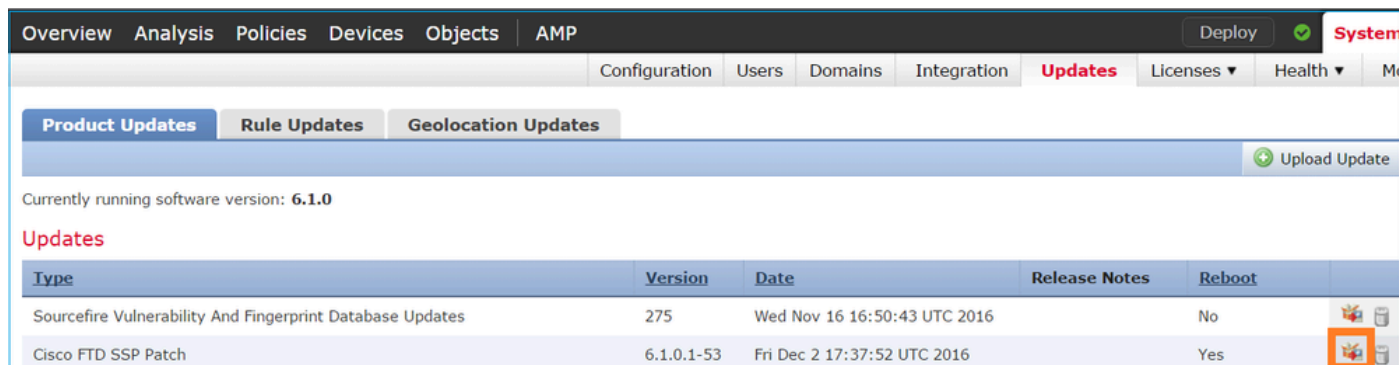 Overview Analysis Policies Devices Objects AMP Deploy System
Configuration Users Domains Integration Updates Licenses ▾ Health ▾
Product Updates Rule Updates Geolocation Updates
Upload Update
Currently running software version: 6.1.0
Updates
Type Version Date Release Notes Reboot
Sourcefire Vulnerability And Fingerprint Database Updates 275 Wed Nov 16 16:50:43 UTC 2016 No
Cisco FTD SSP Patch 6.1.0.1-53 Fri Dec 2 17:37:52 UTC 2016 Yes